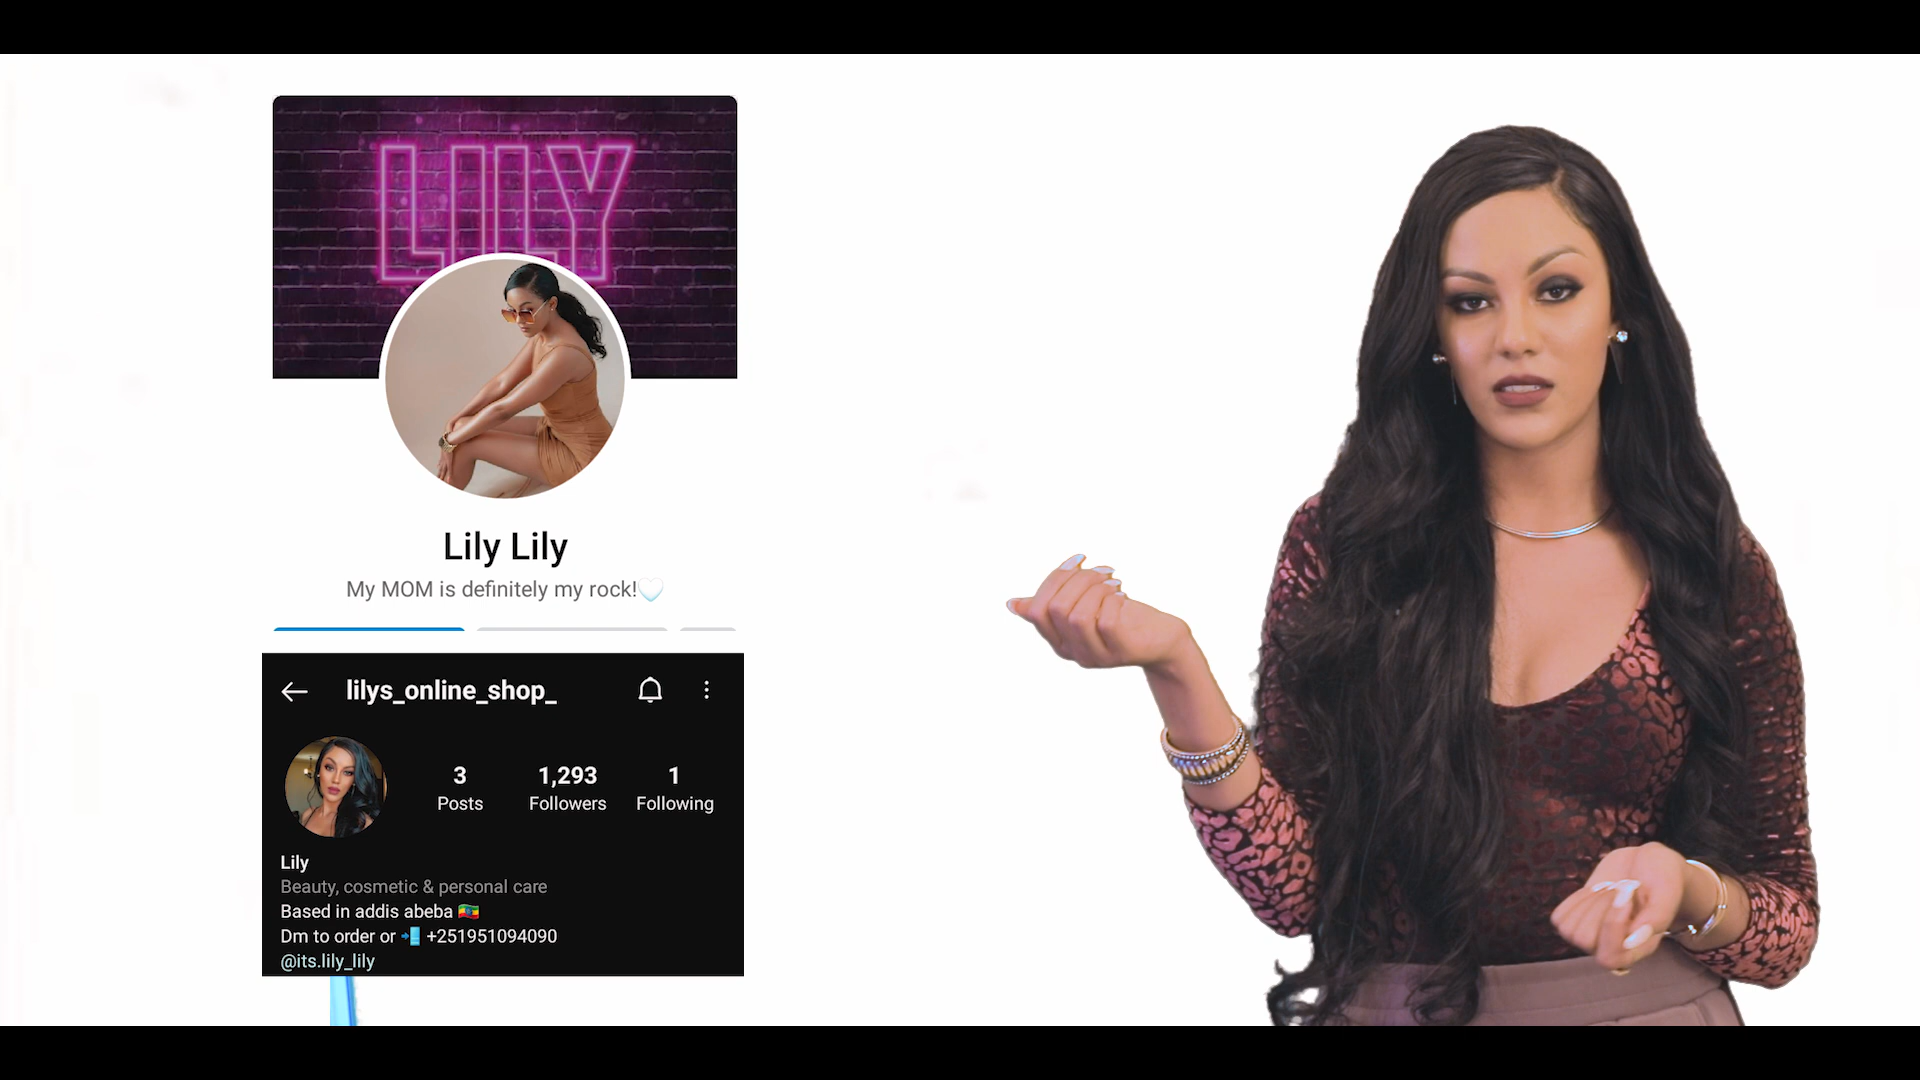 LILY
Lily Lily
My MOM is definitely my rock!🤍
lilys_online_shop_
3 1,293 1
Posts Followers Following
Lily
Beauty, cosmetic & personal care
Based in addis abeba 🇪🇹
Dm to order or 📲 +251951094090
@its.lily_lily